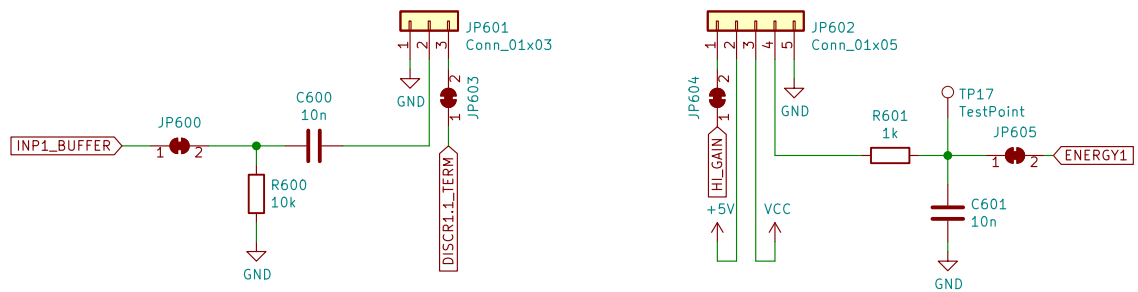 JP601
Conn_01x03
1
2
3
GND
2
JP603
1
C600
10n
JP600
INP1_BUFFER
1
2
R600
10k
GND
DISCR1.1_TERM
JP602
Conn_01x05
1
2
3
4
5
GND
2
JP604
1
HI_GAIN
+5V
VCC
R601
1k
TP17
TestPoint
JP605
1
2
ENERGY1
C601
10n
GND